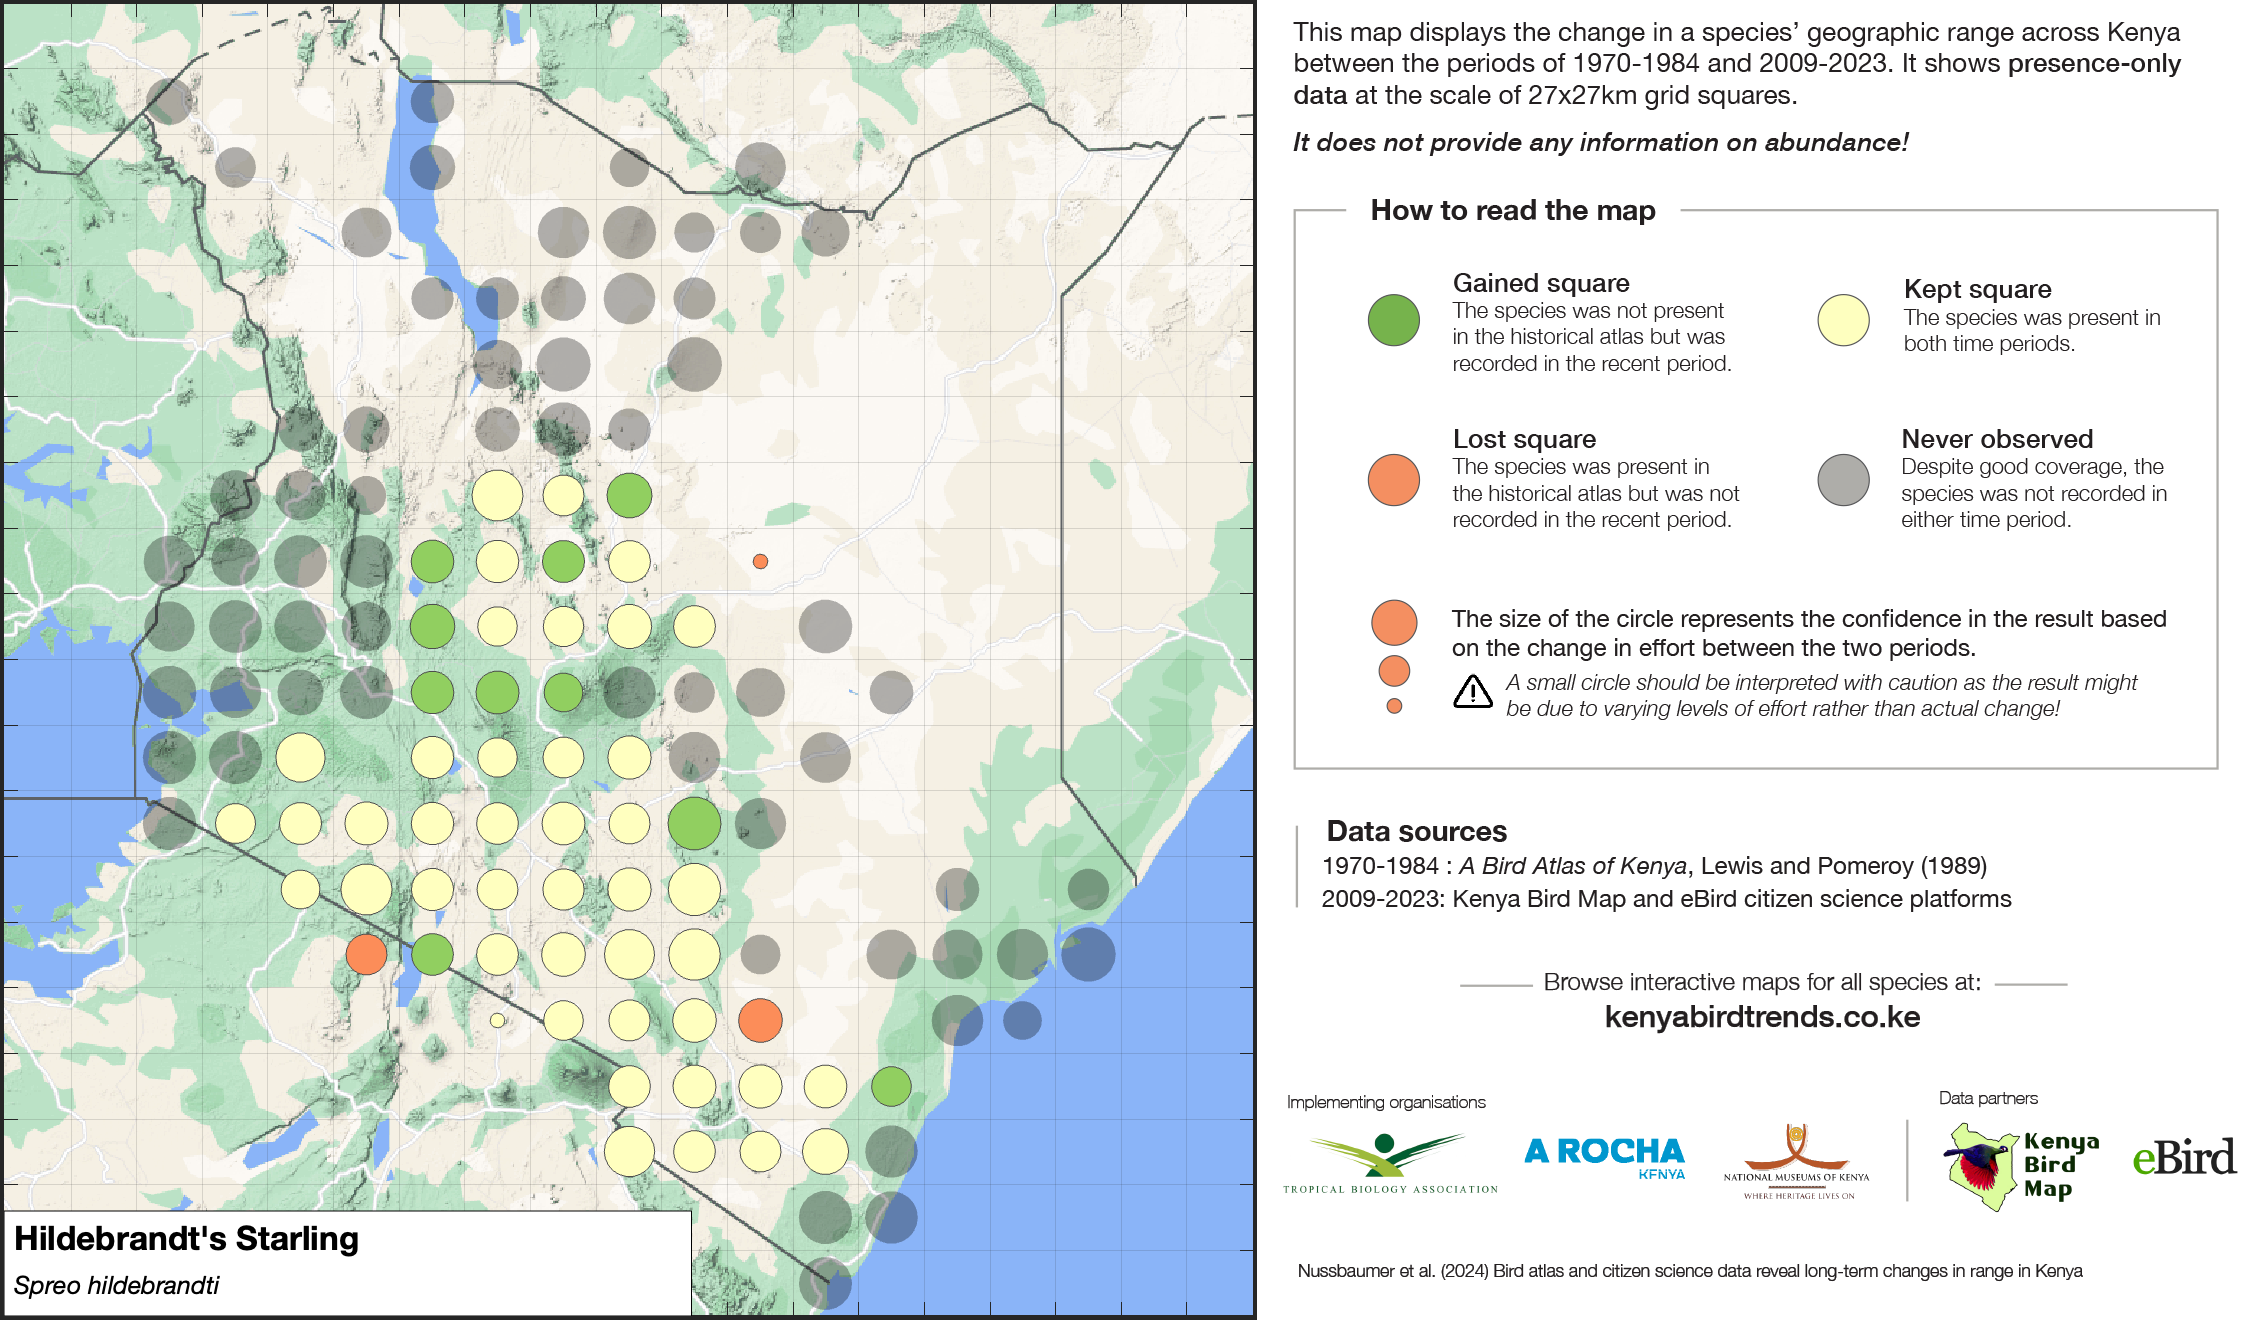 This map displays the change in a species’ geographic range across Kenya
between the periods of 1970-1984 and 2009-2023. It shows presence-only
data at the scale of 27x27km grid squares.
It does not provide any information on abundance!
How to read the map
Gained square
The species was not present
in the historical atlas but was
recorded in the recent period.
Kept square
The species was present in
both time periods.
Lost square
The species was present in
the historical atlas but was not
recorded in the recent period.
Never observed
Despite good coverage, the
species was not recorded in
either time period.
The size of the circle represents the confidence in the result based
on the change in effort between the two periods.
A small circle should be interpreted with caution as the result might
be due to varying levels of effort rather than actual change!
Data sources
1970-1984 : A Bird Atlas of Kenya, Lewis and Pomeroy (1989)
2009-2023: Kenya Bird Map and eBird citizen science platforms
Browse interactive maps for all species at:
kenyabirdtrends.co.ke
Implementing organisations
Data partners
TROPICAL BIOLOGY ASSOCIATION
A ROCHA
KENYA
NATIONAL MUSEUMS OF KENYA
WHERE HERITAGE LIVES ON
Kenya
Bird
Map
eBird
Hildebrandt's Starling
Spreo hildebrandti
Nussbaumer et al. (2024) Bird atlas and citizen science data reveal long-term changes in range in Kenya